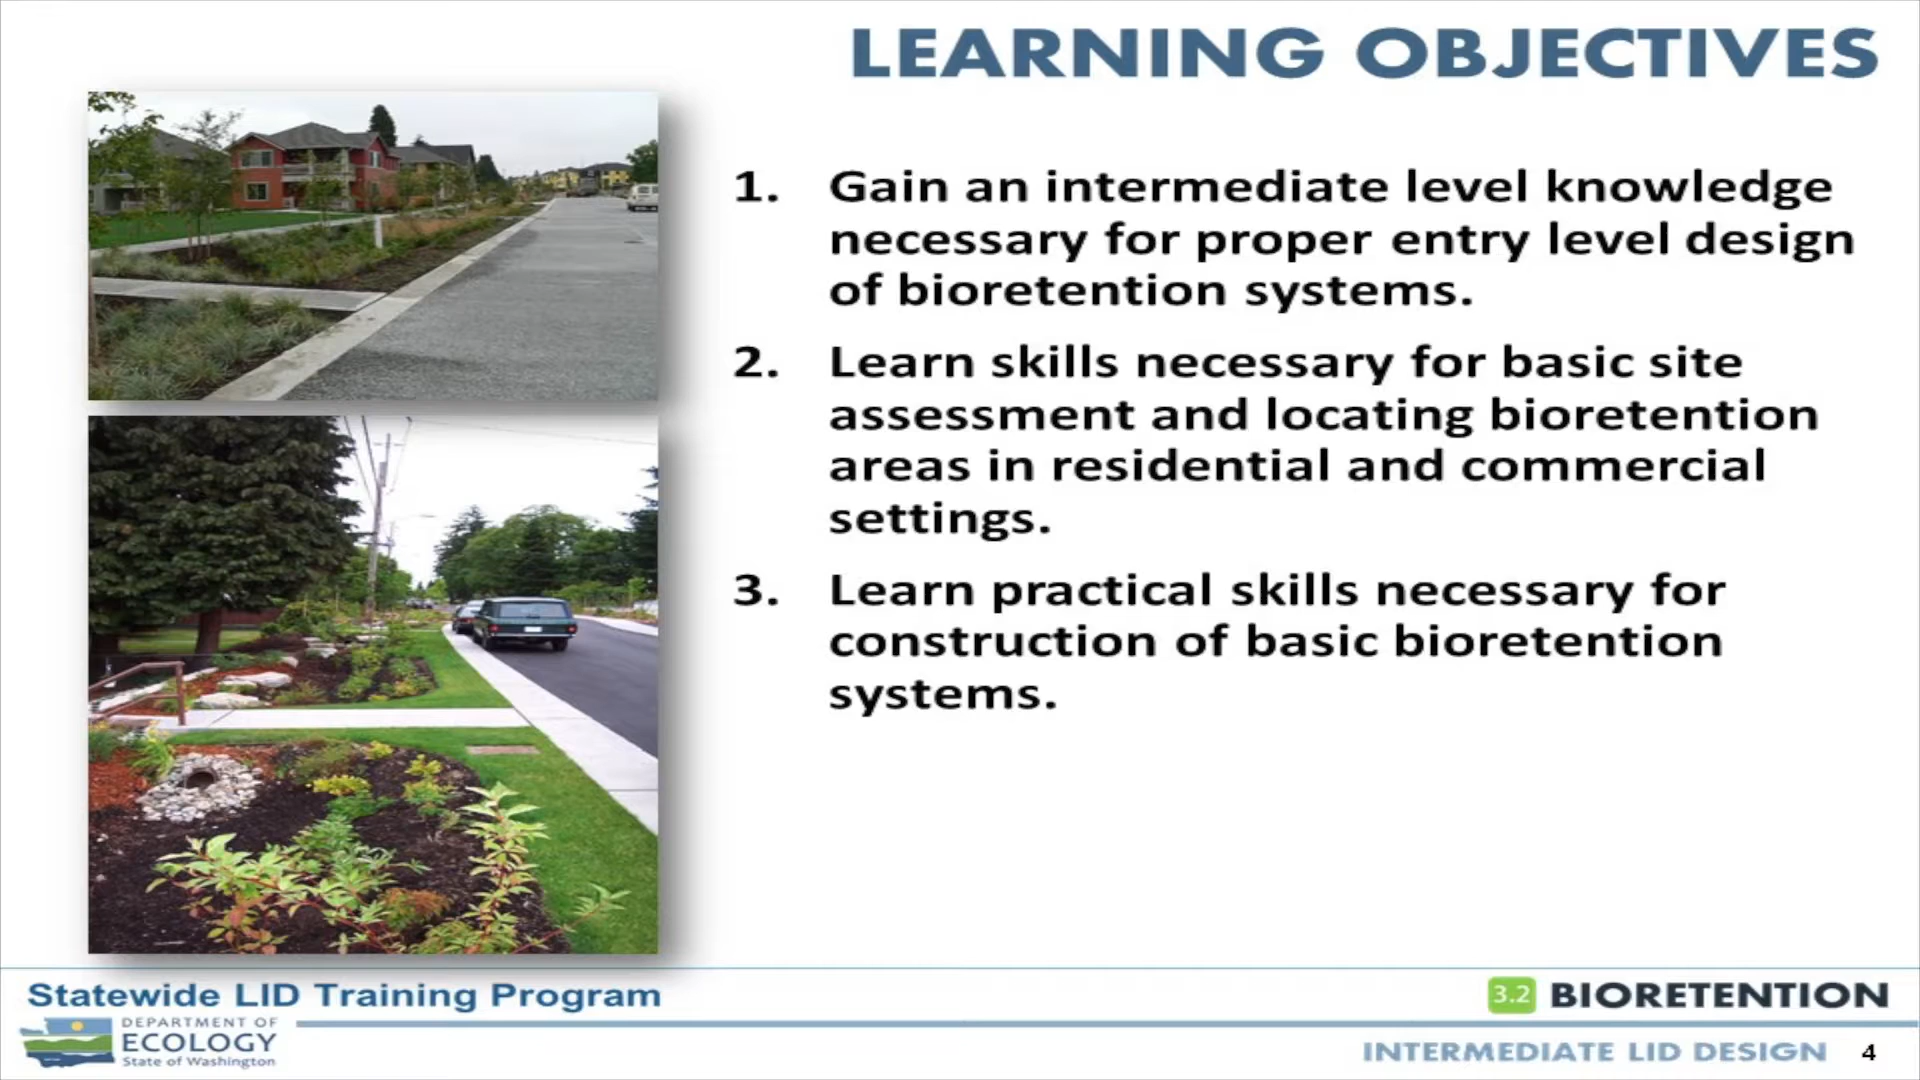 LEARNING OBJECTIVES
1. Gain an intermediate level knowledge
necessary for proper entry level design
of bioretention systems.
2. Learn skills necessary for basic site
assessment and locating bioretention
areas in residential and commercial
settings.
3. Learn practical skills necessary for
construction of basic bioretention
systems.
Statewide LID Training Program
DEPARTMENT OF
ECOLOGY
State of Washington
3.2 BIORETENTION
INTERMEDIATE LID DESIGN 4